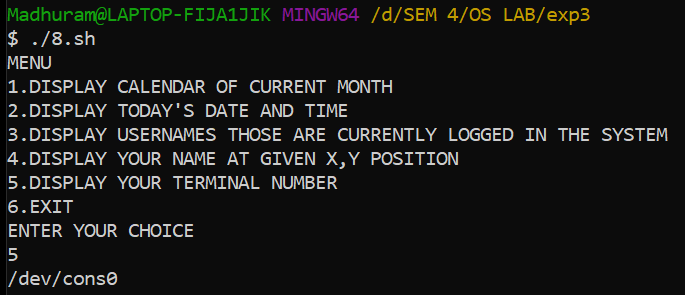 Madhuram@LAPTOP-FIJA1JIK MINGW64 /d/SEM 4/OS LAB/exp3
$ ./8.sh
MENU
1.DISPLAY CALENDAR OF CURRENT MONTH
2.DISPLAY TODAY'S DATE AND TIME
3.DISPLAY USERNAMES THOSE ARE CURRENTLY LOGGED IN THE SYSTEM
4.DISPLAY YOUR NAME AT GIVEN X,Y POSITION
5.DISPLAY YOUR TERMINAL NUMBER
6.EXIT
ENTER YOUR CHOICE
5
/dev/cons0